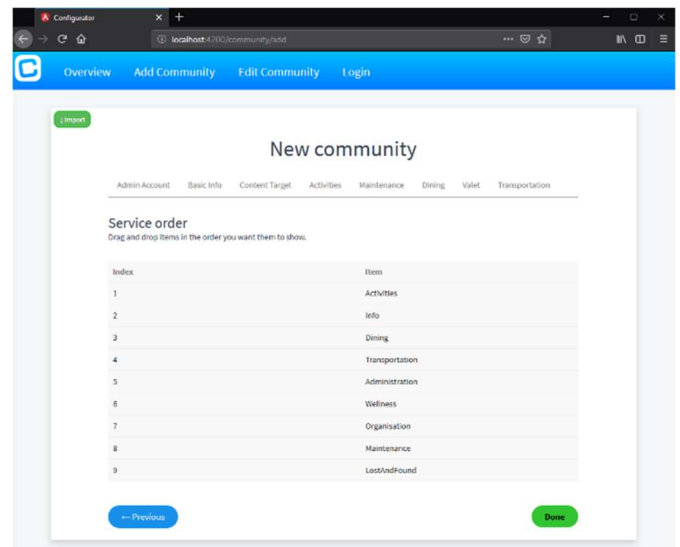 Configurator
localhost:4200/community/add
C
Overview Add Community Edit Community Login
Import
New community
Admin Account Basic Info Content Target Activities Maintenance Dining Valet Transportation
Service order
Drag and drop items in the order you want them to show.
Index Item
1 Activities
2 Info
3 Dining
4 Transportation
5 Administration
6 Wellness
7 Organisation
8 Maintenance
9 LostAndFound
← Previous Done